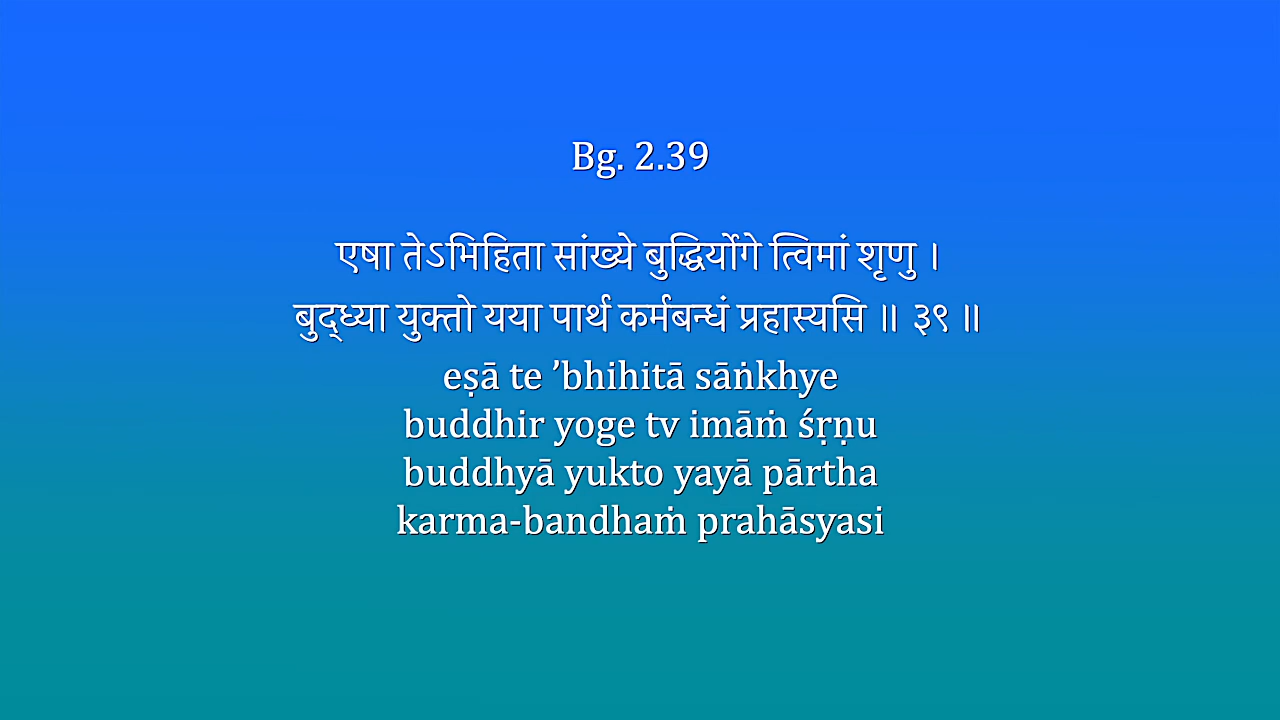 Bg. 2.39
एषा तेऽभिहिता सांख्ये बुद्धिर्योगे त्विमां श‍ृणु ।
बुद्ध्या युक्तो यया पार्थ कर्मबन्धं प्रहास्यसि ॥ ३९ ॥
eṣā te ’bhihitā sāṅkhye
buddhir yoge tv imāṁ śṛṇu
buddhyā yukto yayā pārtha
karma-bandhaṁ prahāsyasi